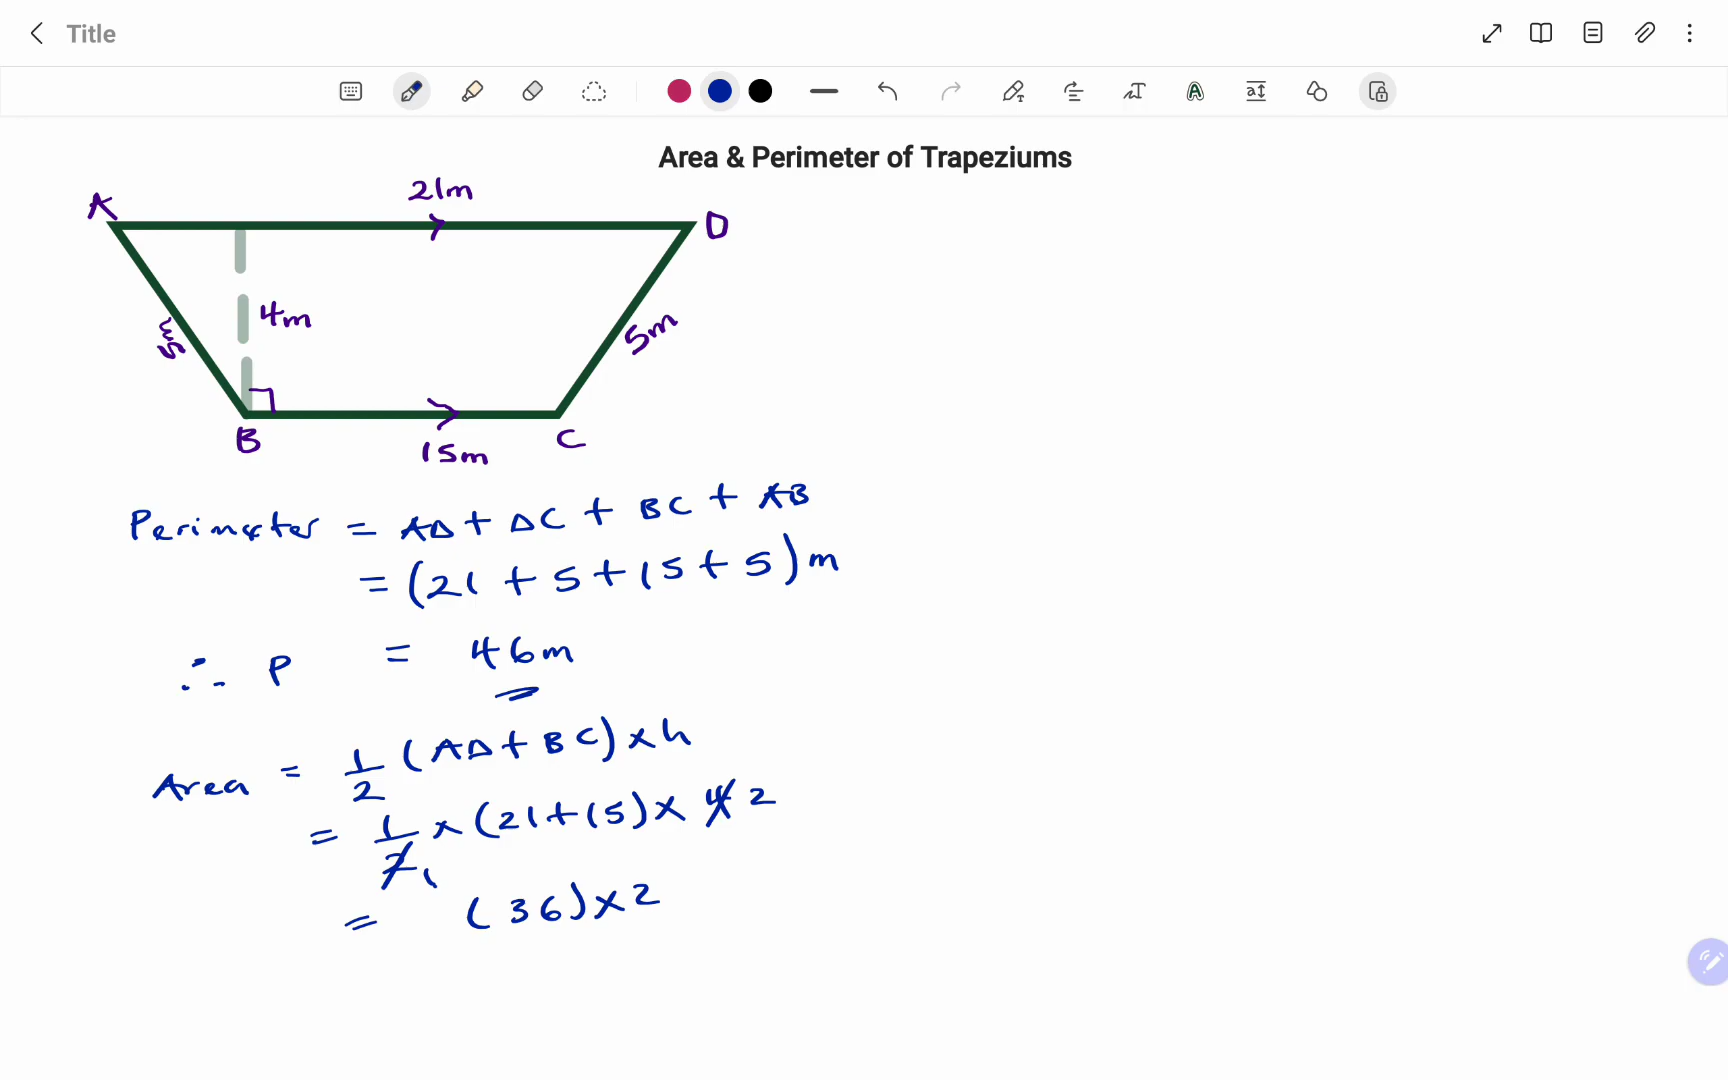 Title
Area & Perimeter of Trapeziums
21m
A
D
4m
5m
5m
B
C
15m
Perimeter = AD + DC + BC + AB
= (21 + 5 + 15 + 5) m
∴ P = 46m
Area = 1/2 (AD + BC) x h
= 1/2 1 x (21 + 15) x 4 2
= (36) x 2